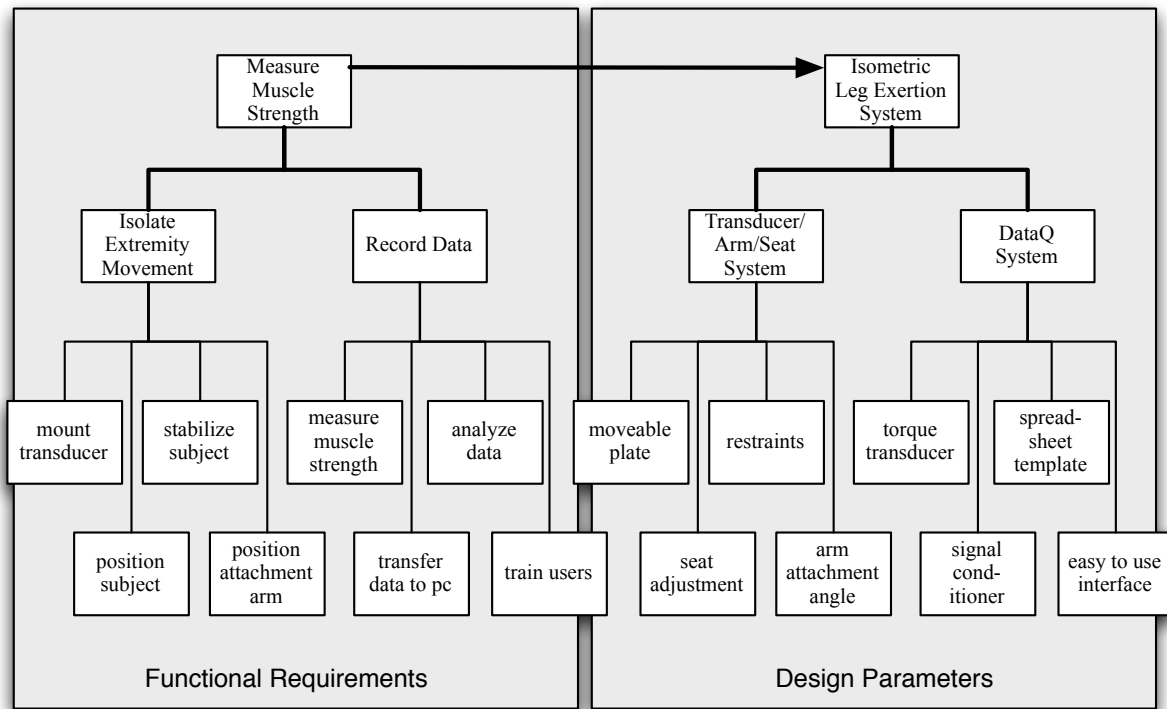 Measure
Muscle
Strength
Isometric
Leg Exertion
System
Isolate
Extremity
Movement
Record Data
Transducer/
Arm/Seat
System
DataQ
System
mount
transducer
stabilize
subject
measure
muscle
strength
analyze
data
moveable
plate
restraints
torque
transducer
spread-
sheet
template
position
subject
position
attachment
arm
transfer
data to pc
train users
seat
adjustment
arm
attachment
angle
signal
cond-
itioner
easy to use
interface
Functional Requirements
Design Parameters